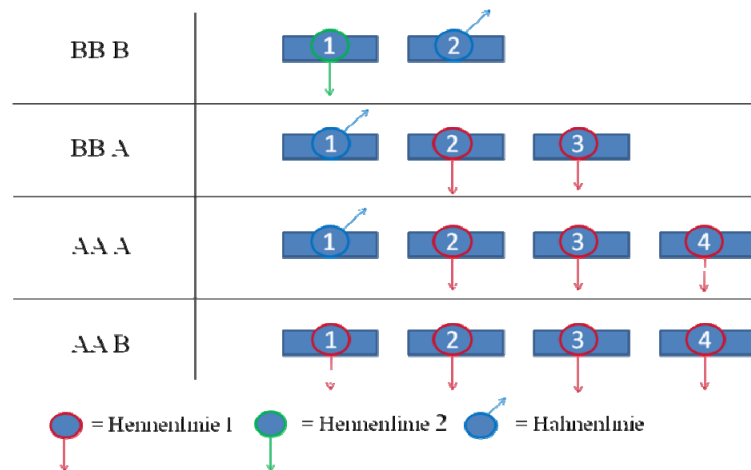 BB B 1 2
BB A 1 2 3
AA A 1 2 3 4
AA B 1 2 3 4
= Hennenlinie 1 = Hennenlinie 2 = Hahnenlinie